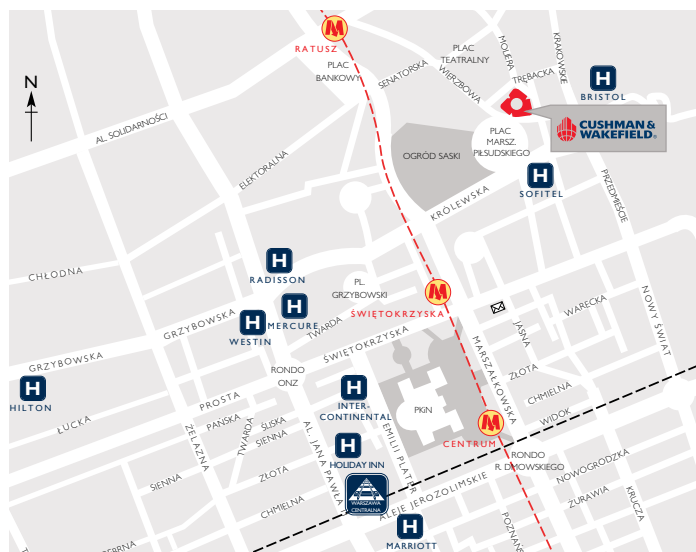 RATUSZ
PLAC
BANKOWY
SENATORSKA
PLAC
TEATRALNY
WIERZBOWA
MOLIERA
TRĘBACKA
KRAKOWSKIE
H
BRISTOL
CUSHMAN &
WAKEFIELD®
N
AL. SOLIDARNOŚCI
ELEKTORALNA
OGRÓD SASKI
PLAC
MARSZ.
PIŁSUDSKIEGO
H
SOFITEL
PRZEDMIEŚCIE
KRÓLEWSKA
CHŁODNA
H
RADISSON
PL.
GRZYBOWSKI
M
ŚWIĘTOKRZYSKA
H
MERCURE
H
WESTIN
GRZYBOWSKA
TWARDA
ŚWIĘTOKRZYSKA
WARECKA
JASNA
NOWY ŚWIAT
MARSZAŁKOWSKA
GRZYBOWSKA
RONDO
ONZ
H
HILTON
H
INTER-
CONTINENTAL
PKiN
ZŁOTA
CHMIELNA
WIDOK
PROSTA
PAŃSKA
ŁUCKA
ŻELAZNA
TWARDA
ŚLISKA
SIENNA
AL. JANA PAWŁA
EMILII PLATER
M
CENTRUM
RONDO
R. DMOWSKIEGO
H
HOLIDAY INN
SIENNA
ZŁOTA
CHMIELNA
WARSZAWA
CENTRALNA
ALEJE JEROZOLIMSKIE
NOWOGRODZKA
ŻURAWIA
KRUCZA
H
MARRIOTT